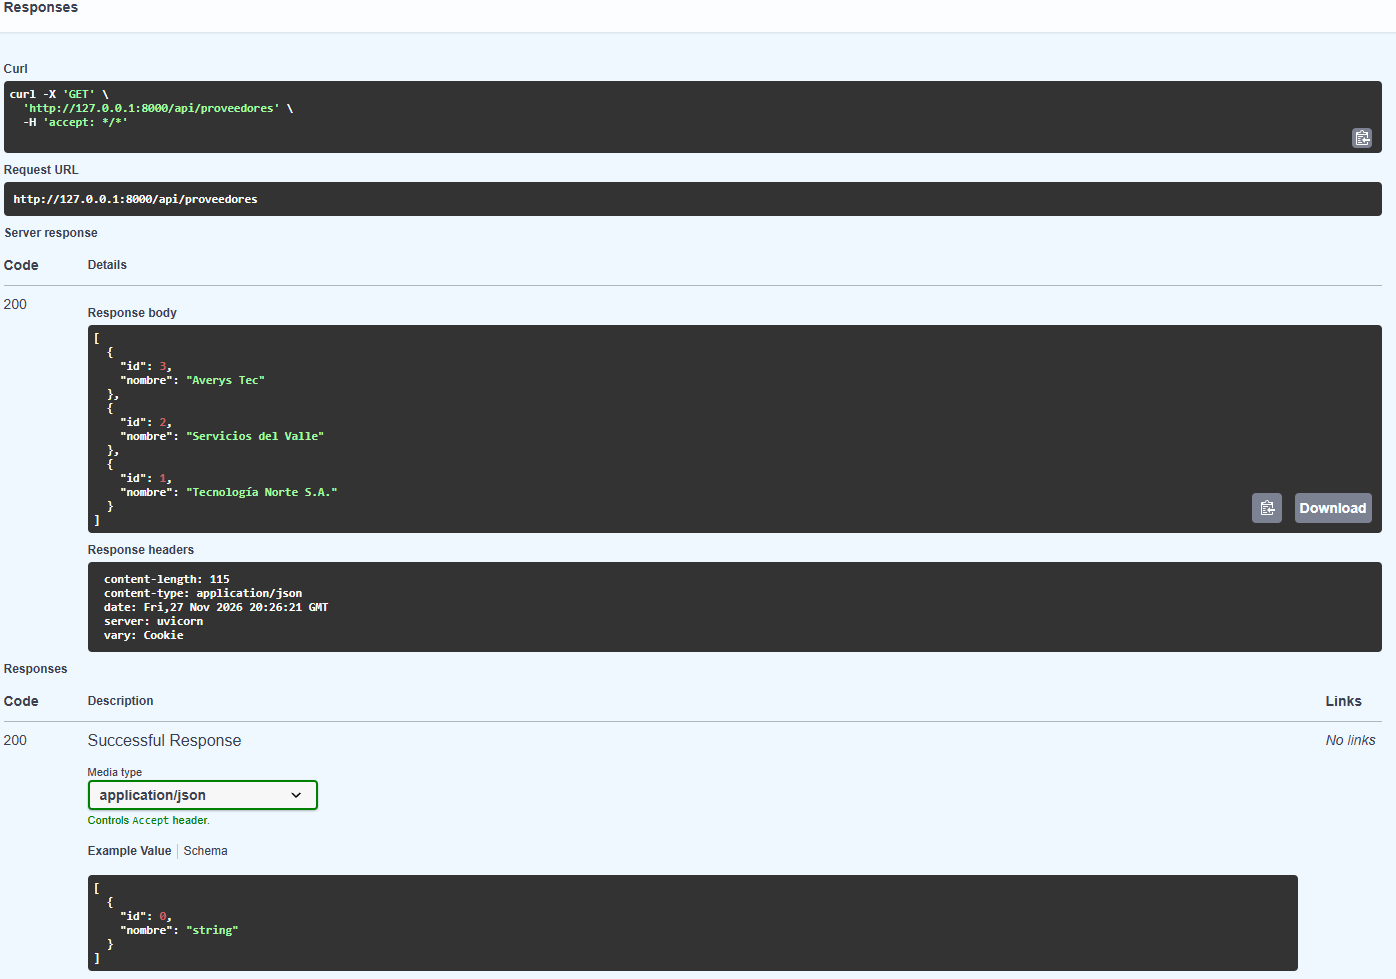 Responses
Curl
curl -X 'GET' \
  'http://127.0.0.1:8000/api/proveedores' \
  -H 'accept: */*'
Request URL
http://127.0.0.1:8000/api/proveedores
Server response
Code Details
200
Response body
[
  {
    "id": 3,
    "nombre": "Averys Tec"
  },
  {
    "id": 2,
    "nombre": "Servicios del Valle"
  },
  {
    "id": 1,
    "nombre": "Tecnología Norte S.A."
  }
]
Download
Response headers
content-length: 115
content-type: application/json
date: Fri,27 Nov 2026 20:26:21 GMT
server: uvicorn
vary: Cookie
Responses
Code Description Links
200 Successful Response No links
Media type
application/json
Controls Accept header.
Example Value Schema
[
  {
    "id": 0,
    "nombre": "string"
  }
]